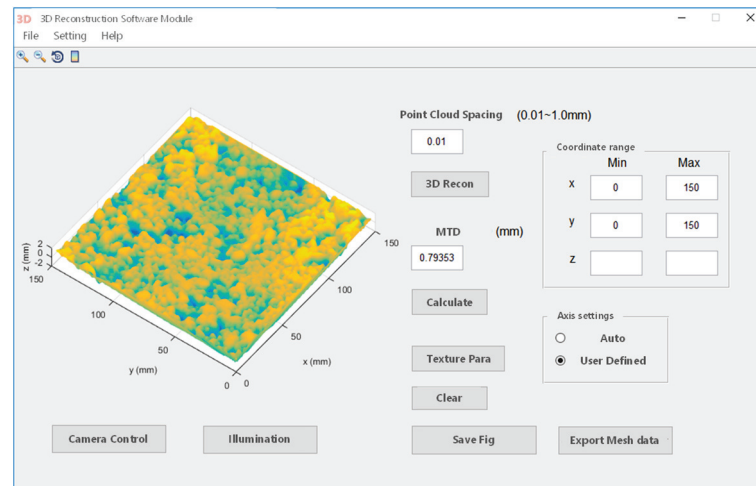 3D 3D Reconstruction Software Module
File Setting Help
Point Cloud Spacing (0.01~1.0mm)
0.01
3D Recon
MTD (mm)
0.79353
Calculate
Texture Para
Clear
Save Fig
Export Mesh data
Coordinate range
Min Max
x 0 150
y 0 150
z
Axis settings
Auto
User Defined
z (mm)
2
0
-2
150
100
50
0
y (mm)
0
50
100
150
x (mm)
Camera Control
Illumination